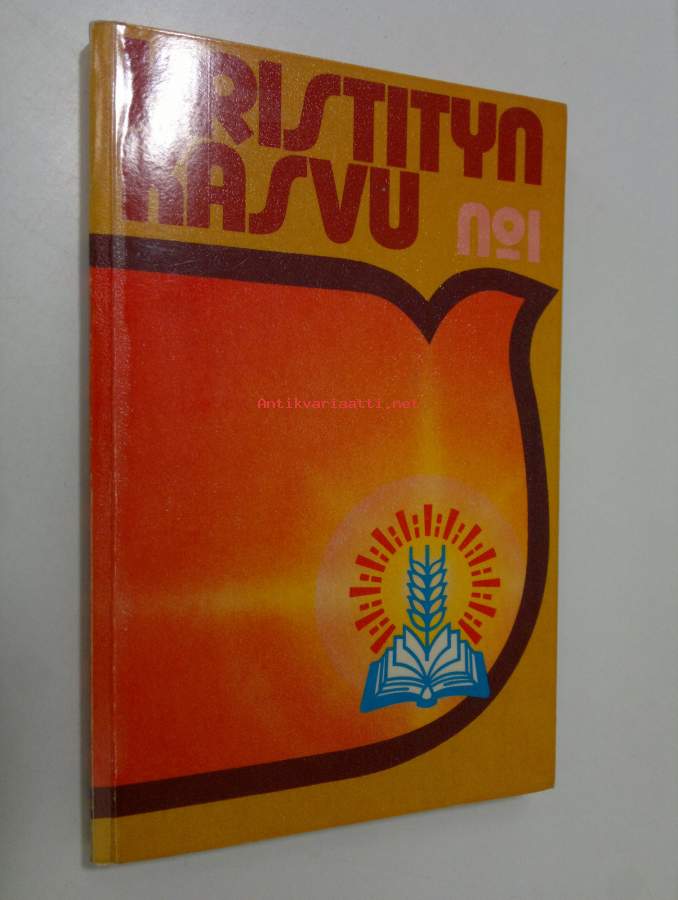 KRISTITYN
KASVU
no1
Antikvariaatti.net